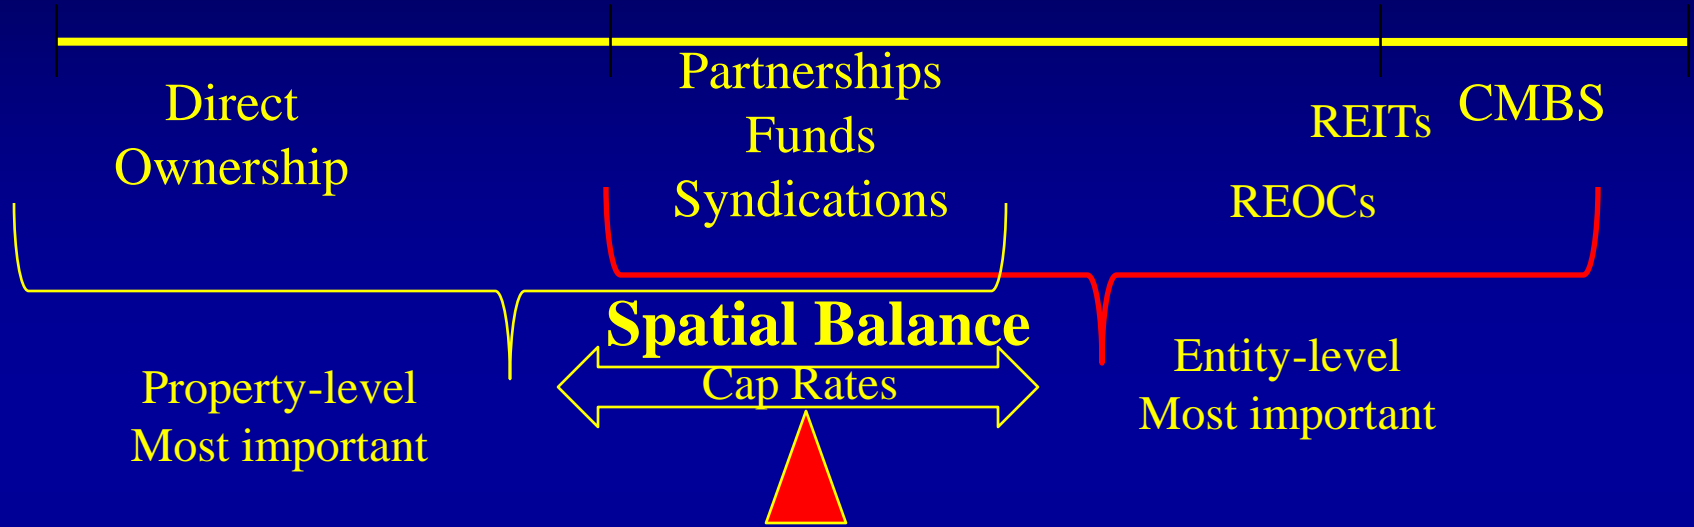 Direct
Ownership
Partnerships
Funds
Syndications
REITs
CMBS
REOCs
Spatial Balance
Cap Rates
Property-level
Most important
Entity-level
Most important